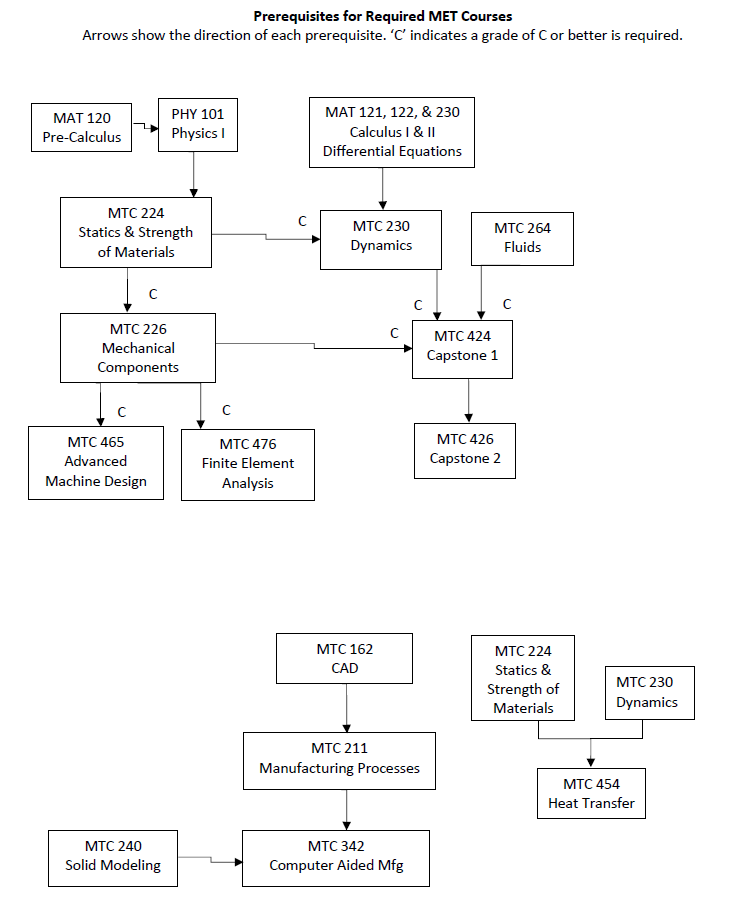 Prerequisites for Required MET Courses
Arrows show the direction of each prerequisite. ‘C’ indicates a grade of C or better is required.
MAT 120
Pre-Calculus
PHY 101
Physics I
MAT 121, 122, & 230
Calculus I & II
Differential Equations
MTC 224
Statics & Strength
of Materials
C
MTC 230
Dynamics
MTC 264
Fluids
C
C
C
MTC 226
Mechanical
Components
C
MTC 424
Capstone 1
C
C
MTC 465
Advanced
Machine Design
MTC 476
Finite Element
Analysis
MTC 426
Capstone 2
MTC 162
CAD
MTC 224
Statics &
Strength of
Materials
MTC 230
Dynamics
MTC 211
Manufacturing Processes
MTC 454
Heat Transfer
MTC 240
Solid Modeling
MTC 342
Computer Aided Mfg